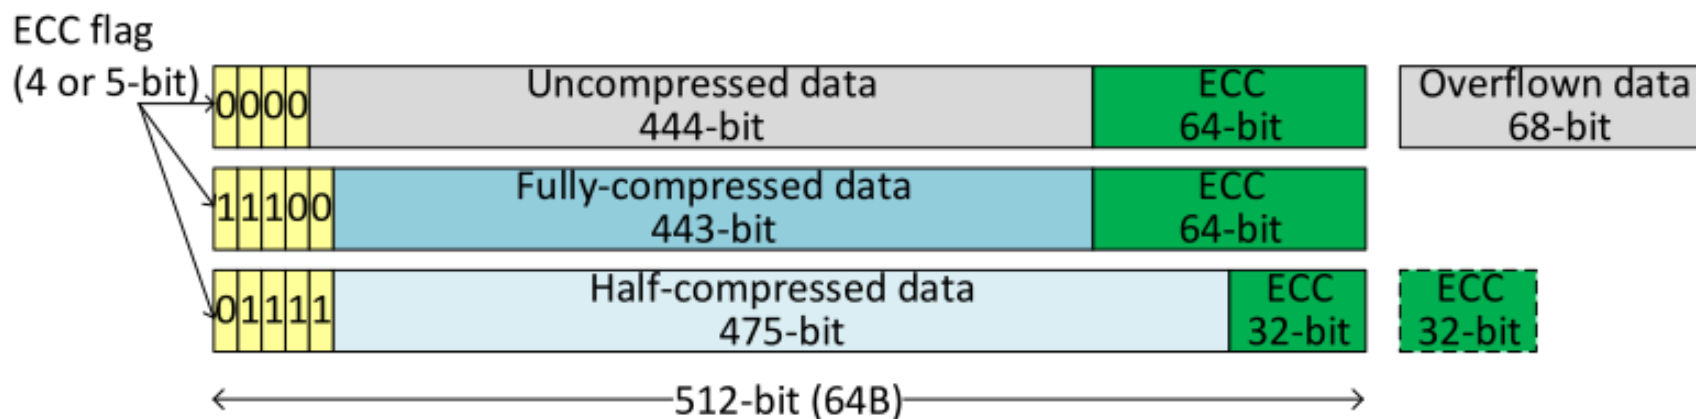 ECC flag
(4 or 5-bit)
0000
Uncompressed data
444-bit
ECC
64-bit
Overflown data
68-bit
11100
Fully-compressed data
443-bit
ECC
64-bit
01111
Half-compressed data
475-bit
ECC
32-bit
ECC
32-bit
512-bit (64B)